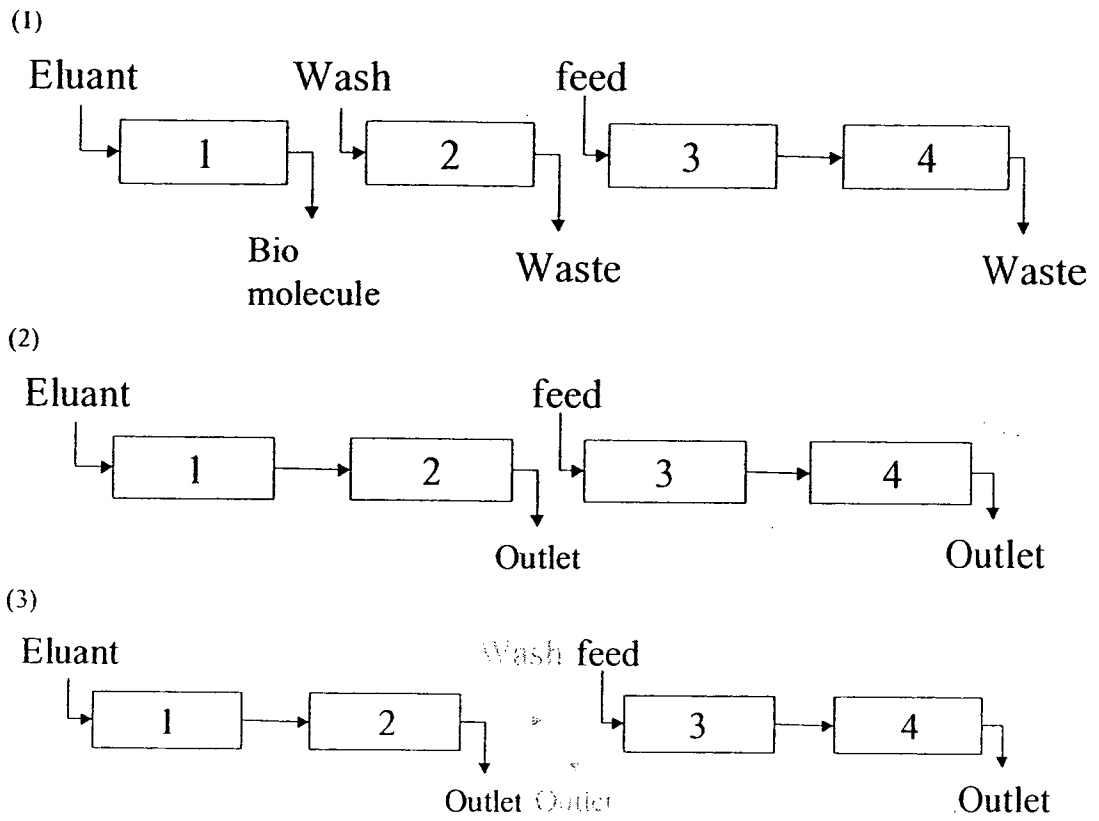 (1)
Eluant Wash feed
1 2 3 4
Bio
molecule
Waste
Waste
(2)
Eluant feed
1 2 3 4
Outlet
Outlet
(3)
Eluant Wash feed
1 2 3 4
Outlet Outlet Outlet